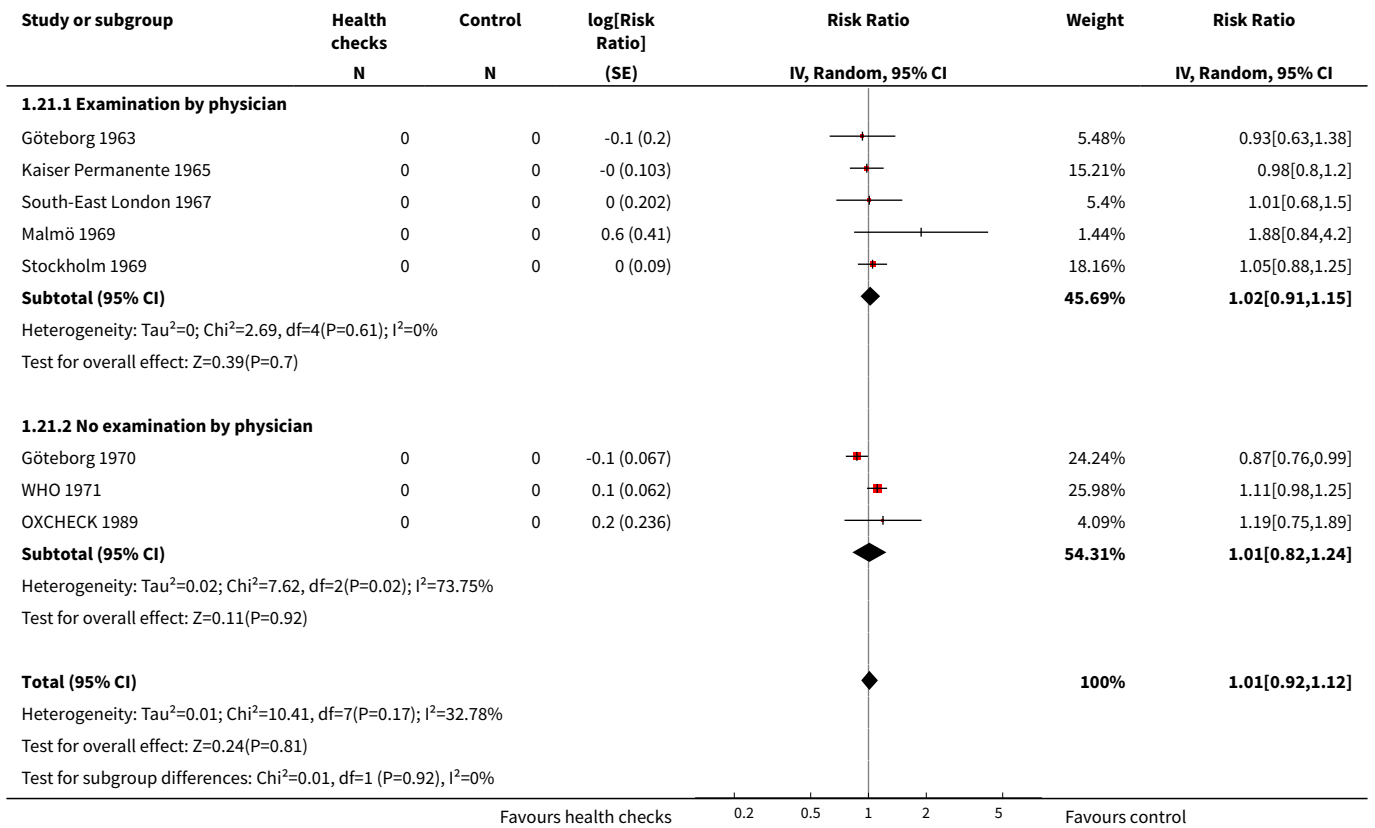 Study or subgroup Health checks Control log[Risk Ratio] Risk Ratio Weight Risk Ratio
N N (SE) IV, Random, 95% CI IV, Random, 95% CI
1.21.1 Examination by physician
Göteborg 1963 0 0 -0.1 (0.2) 5.48% 0.93[0.63,1.38]
Kaiser Permanente 1965 0 0 -0 (0.103) 15.21% 0.98[0.8,1.2]
South-East London 1967 0 0 0 (0.202) 5.4% 1.01[0.68,1.5]
Malmö 1969 0 0 0.6 (0.41) 1.44% 1.88[0.84,4.2]
Stockholm 1969 0 0 0 (0.09) 18.16% 1.05[0.88,1.25]
Subtotal (95% CI) 45.69% 1.02[0.91,1.15]
Heterogeneity: Tau²=0; Chi²=2.69, df=4(P=0.61); I²=0%
Test for overall effect: Z=0.39(P=0.7)
1.21.2 No examination by physician
Göteborg 1970 0 0 -0.1 (0.067) 24.24% 0.87[0.76,0.99]
WHO 1971 0 0 0.1 (0.062) 25.98% 1.11[0.98,1.25]
OXCHECK 1989 0 0 0.2 (0.236) 4.09% 1.19[0.75,1.89]
Subtotal (95% CI) 54.31% 1.01[0.82,1.24]
Heterogeneity: Tau²=0.02; Chi²=7.62, df=2(P=0.02); I²=73.75%
Test for overall effect: Z=0.11(P=0.92)
Total (95% CI) 100% 1.01[0.92,1.12]
Heterogeneity: Tau²=0.01; Chi²=10.41, df=7(P=0.17); I²=32.78%
Test for overall effect: Z=0.24(P=0.81)
Test for subgroup differences: Chi²=0.01, df=1 (P=0.92), I²=0%
Favours health checks 0.2 0.5 1 2 5 Favours control